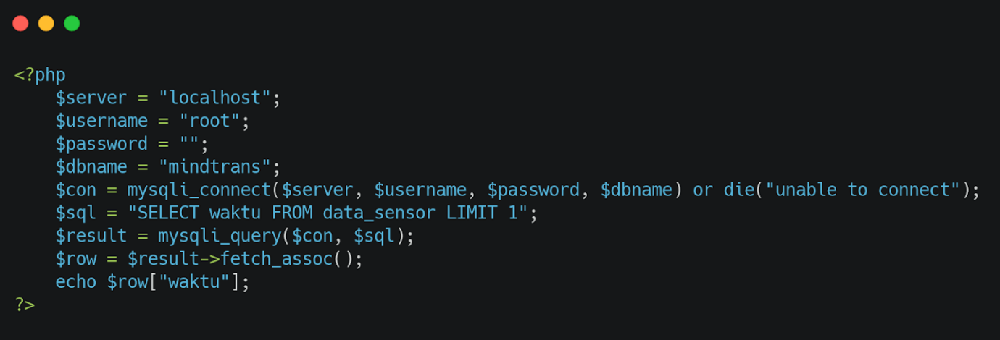 <?php
    $server = "localhost";
    $username = "root";
    $password = "";
    $dbname = "mindtrans";
    $con = mysqli_connect($server, $username, $password, $dbname) or die("unable to connect");
    $sql = "SELECT waktu FROM data_sensor LIMIT 1";
    $result = mysqli_query($con, $sql);
    $row = $result->fetch_assoc();
    echo $row["waktu"];
?>